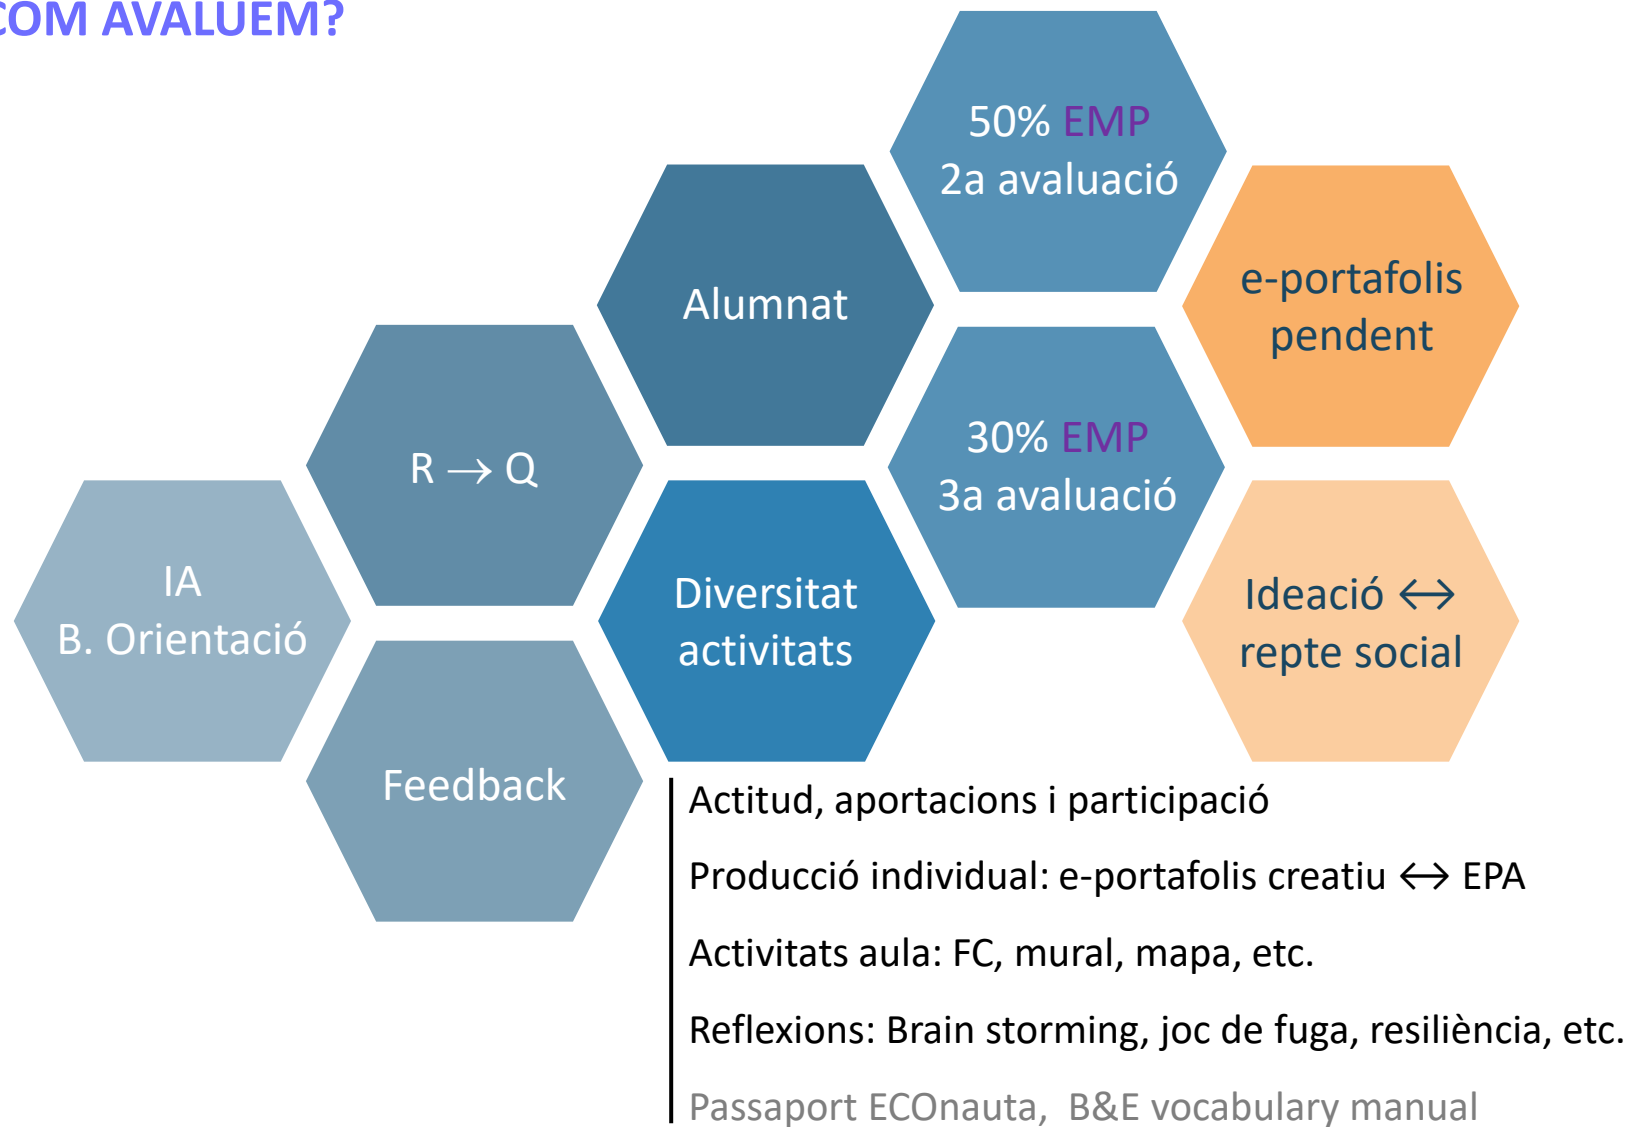 COM AVALUEM?
50% EMP
2a avaluació
Alumnat
e-portafolis
pendent
R → Q
30% EMP
3a avaluació
IA
B. Orientació
Diversitat
activitats
Ideació ↔
repte social
Feedback
Actitud, aportacions i participació
Producció individual: e-portafolis creatiu ↔ EPA
Activitats aula: FC, mural, mapa, etc.
Reflexions: Brain storming, joc de fuga, resiliència, etc.
Passaport ECOnauta, B&E vocabulary manual